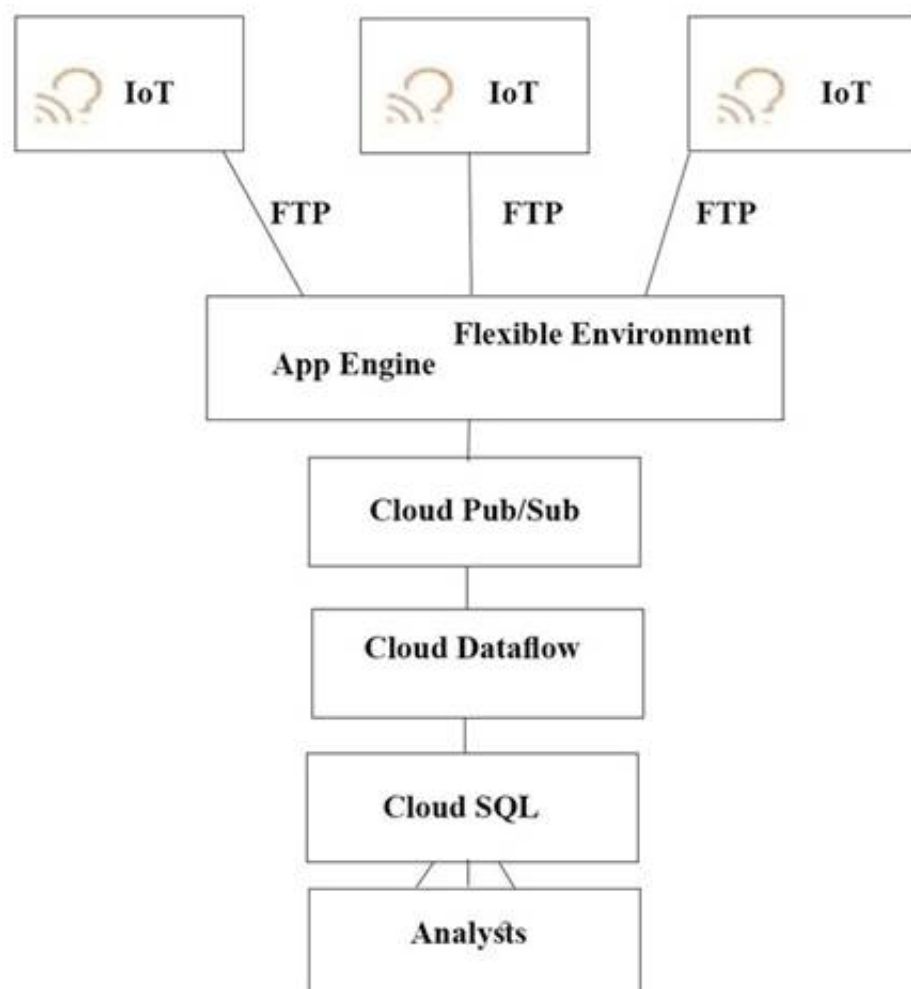 IoT
IoT
IoT
FTP
FTP
FTP
Flexible Environment
App Engine
Cloud Pub/Sub
Cloud Dataflow
Cloud SQL
Analysts